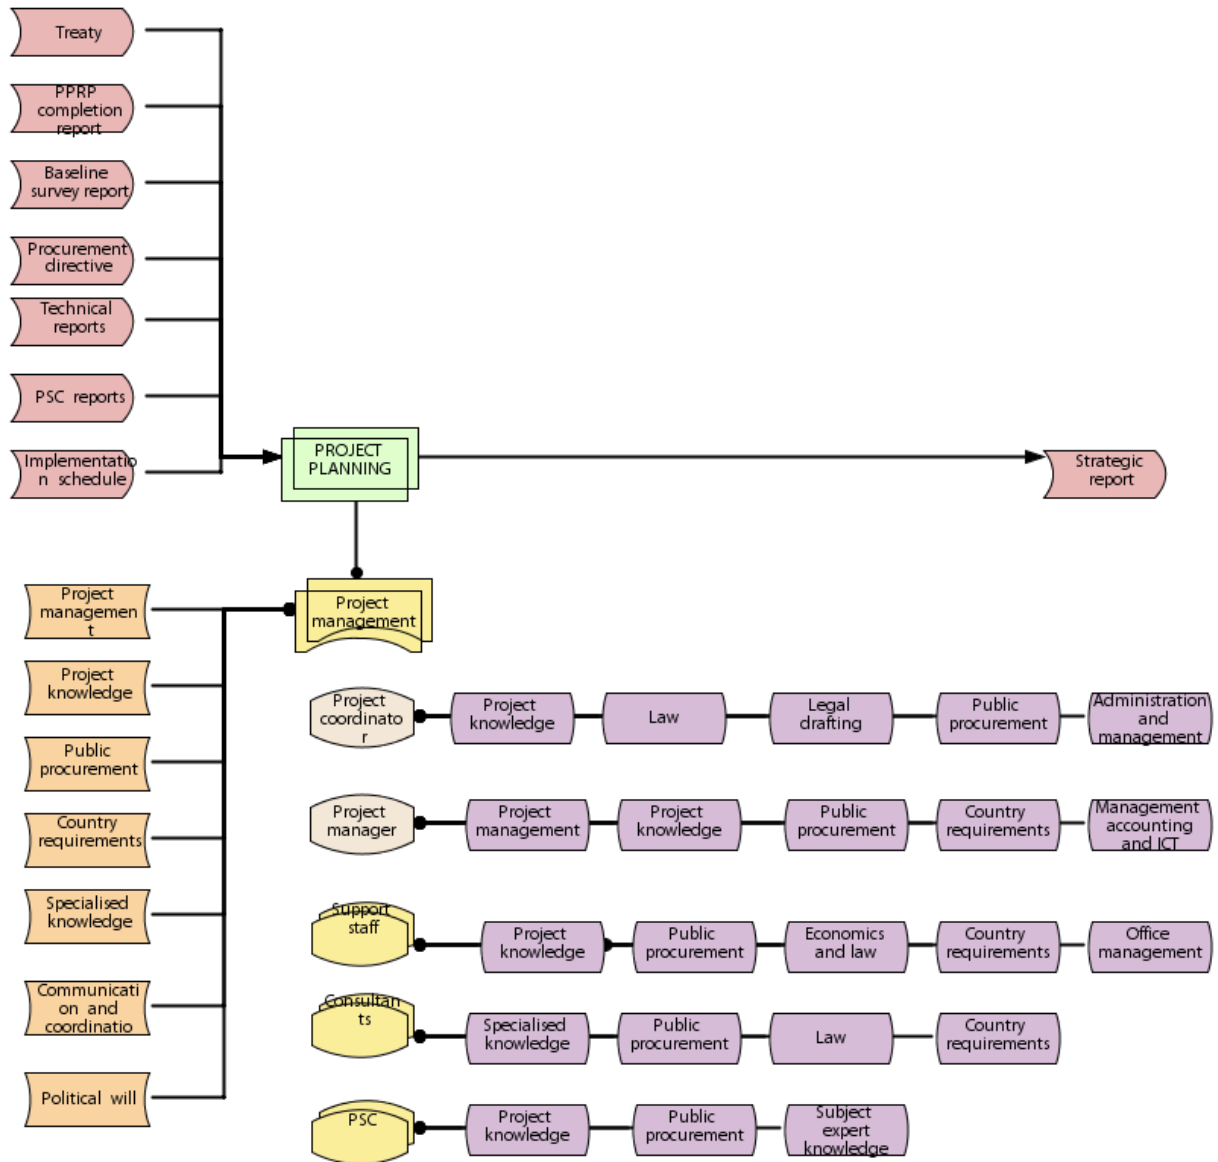 Treaty
PPRP
completion
report
Baseline
survey report
Procurement
directive
Technical
reports
PSC reports
Implementatio
n schedule
PROJECT
PLANNING
Strategic
report
Project
managemen
t
Project
knowledge
Public
procurement
Country
requirements
Specialised
knowledge
Communicati
on and
coordinatio
Political will
Project
management
Project
coordinato
r
Project
knowledge
Law
Legal
drafting
Public
procurement
Administration
and
management
Project
manager
Project
management
Project
knowledge
Public
procurement
Country
requirements
Management
accounting
and ICT
Support
staff
Project
knowledge
Public
procurement
Economics
and law
Country
requirements
Office
management
Consultan
ts
Specialised
knowledge
Public
procurement
Law
Country
requirements
PSC
Project
knowledge
Public
procurement
Subject
expert
knowledge